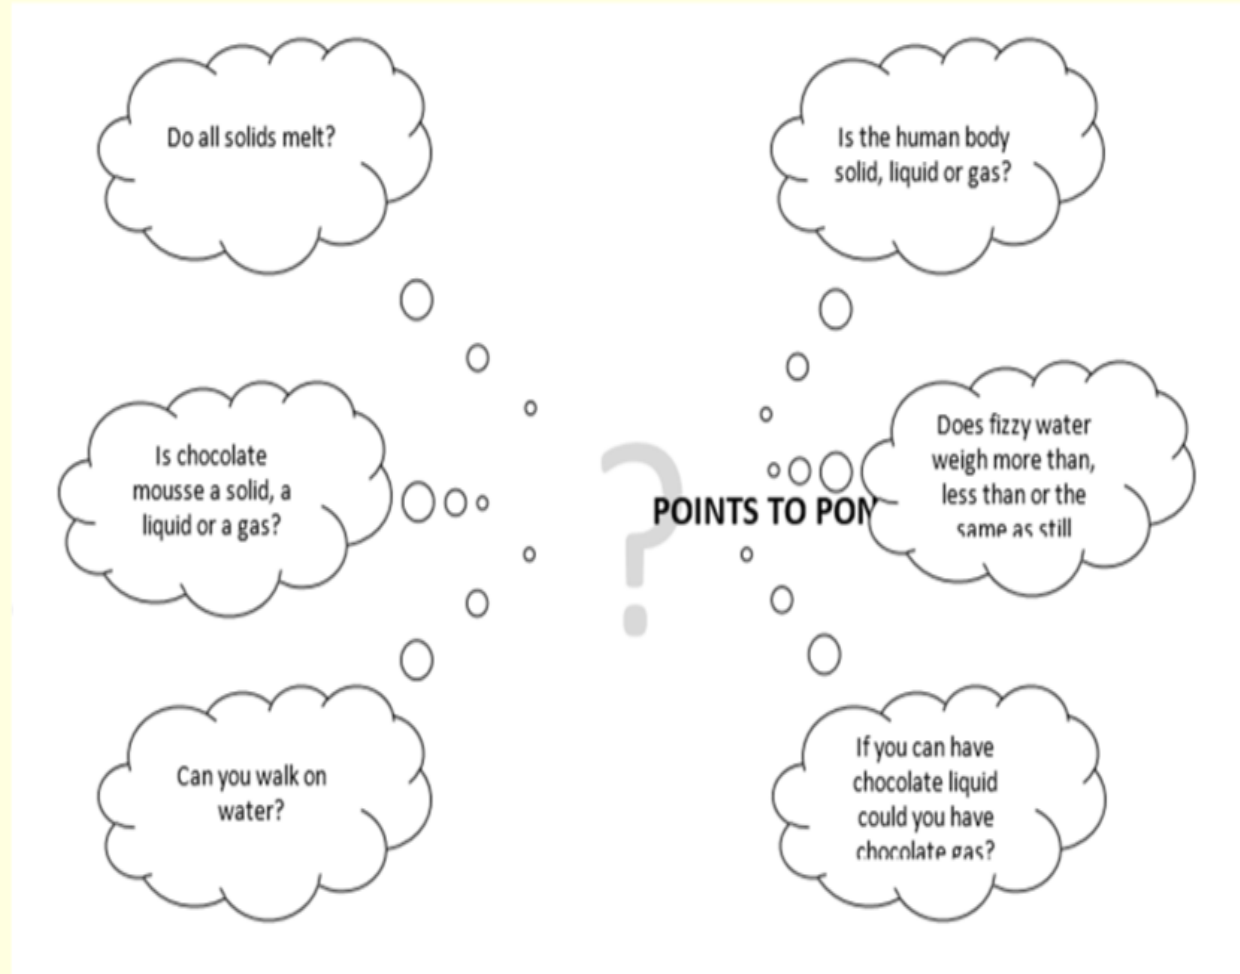 Do all solids melt?
Is the human body
solid, liquid or gas?
Is chocolate
mousse a solid, a
liquid or a gas?
?
POINTS TO PON
Does fizzy water
weigh more than,
less than or the
same as still
Can you walk on
water?
If you can have
chocolate liquid
could you have
chocolate gas?